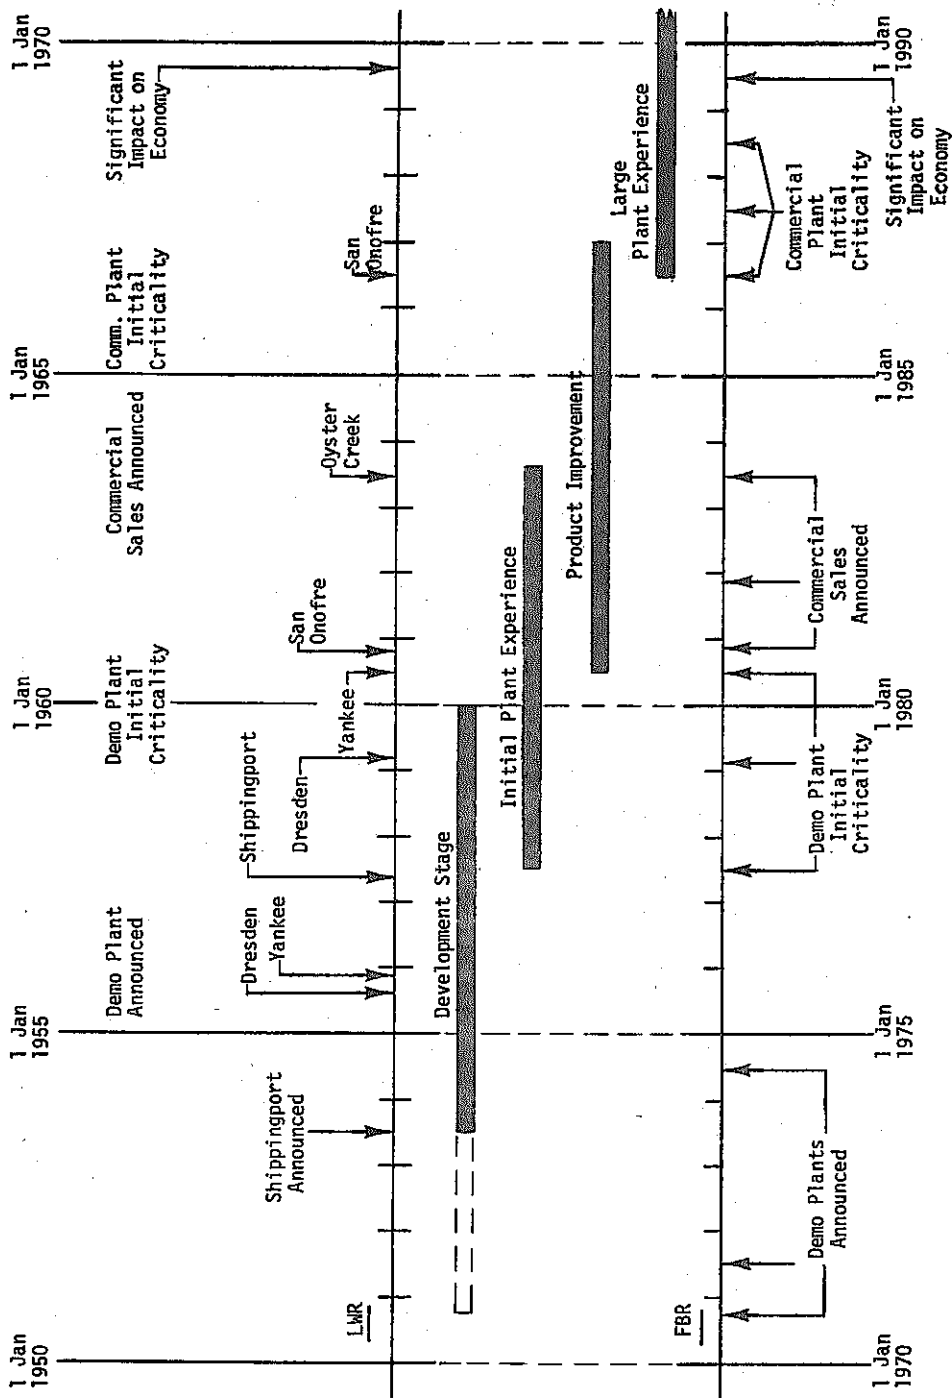 1 Jan
1950
1 Jan
1955
1 Jan
1960
1 Jan
1965
1 Jan
1970
Demo Plant
Announced
Demo Plant
Initial
Criticality
Commercial
Sales Announced
Comm. Plant
Initial
Criticality
Significant
Impact on
Economy
LWR
Shippingport
Announced
Dresden
Yankee
Shippingport
Dresden
Yankee
San
Onofre
Oyster
Creek
San
Onofre
Development Stage
Initial Plant Experience
Product Improvement
Large
Plant Experience
FBR
Demo Plants
Announced
Demo Plant
Initial
Criticality
Commercial
Sales
Announced
Commercial
Plant
Initial
Criticality
Significant
Impact on
Economy
1 Jan
1970
1 Jan
1975
1 Jan
1980
1 Jan
1985
1 Jan
1990